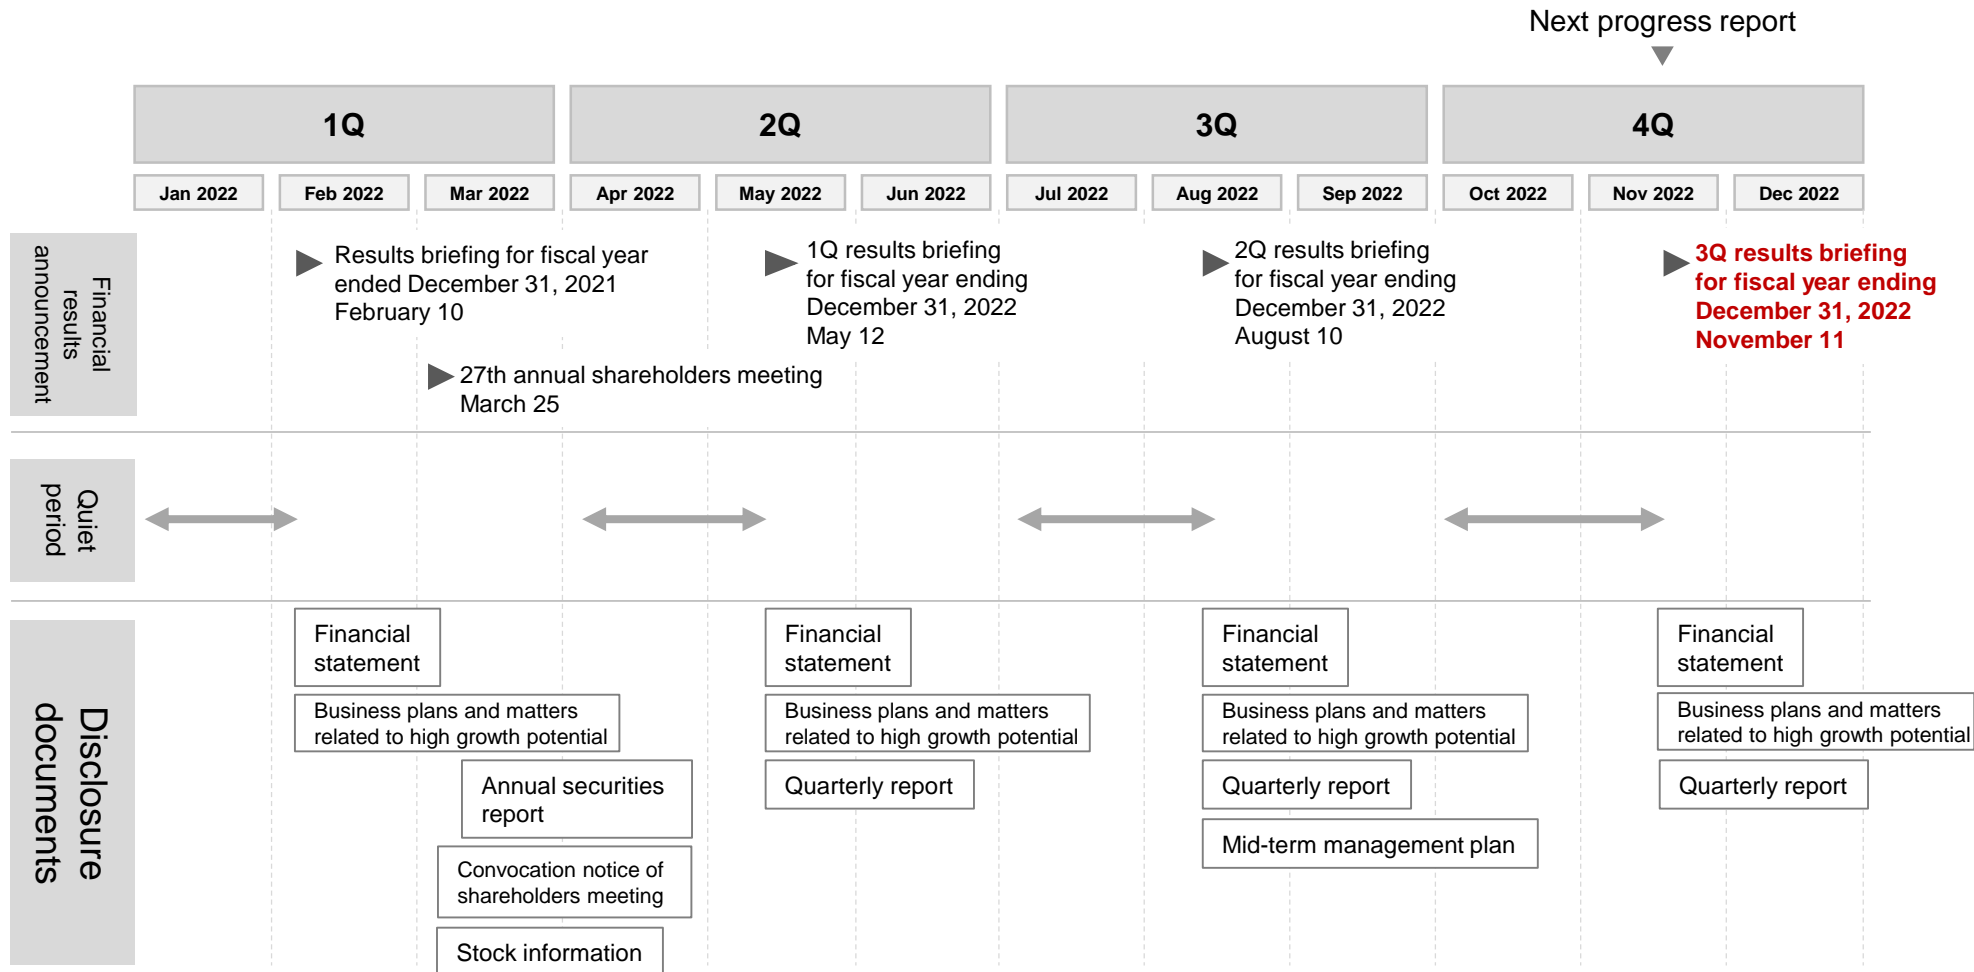 Next progress report
1Q
2Q
3Q
4Q
Jan 2022
Feb 2022
Mar 2022
Apr 2022
May 2022
Jun 2022
Jul 2022
Aug 2022
Sep 2022
Oct 2022
Nov 2022
Dec 2022
Financial
results
announcement
Results briefing for fiscal year
ended December 31, 2021
February 10
27th annual shareholders meeting
March 25
1Q results briefing
for fiscal year ending
December 31, 2022
May 12
2Q results briefing
for fiscal year ending
December 31, 2022
August 10
3Q results briefing
for fiscal year ending
December 31, 2022
November 11
Quiet
period
Disclosure
documents
Financial
statement
Business plans and matters
related to high growth potential
Annual securities
report
Convocation notice of
shareholders meeting
Stock information
Financial
statement
Business plans and matters
related to high growth potential
Quarterly report
Financial
statement
Business plans and matters
related to high growth potential
Quarterly report
Mid-term management plan
Financial
statement
Business plans and matters
related to high growth potential
Quarterly report